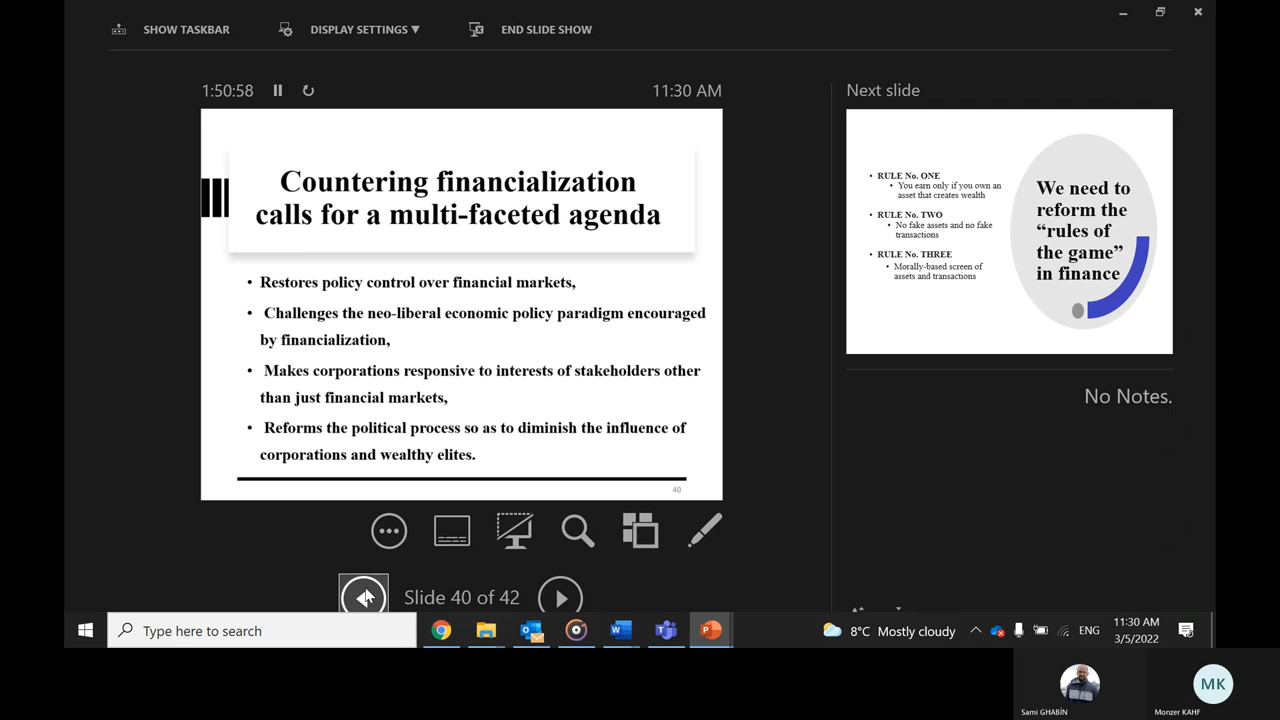 SHOW TASKBAR
DISPLAY SETTINGS ▼
END SLIDE SHOW
1:50:58
11:30 AM
Countering financialization
calls for a multi-faceted agenda
• Restores policy control over financial markets,
• Challenges the neo-liberal economic policy paradigm encouraged
by financialization,
• Makes corporations responsive to interests of stakeholders other
than just financial markets,
• Reforms the political process so as to diminish the influence of
corporations and wealthy elites.
40
Next slide
• RULE No. ONE
• You earn only if you own an
asset that creates wealth
• RULE No. TWO
• No fake assets and no fake
transactions
• RULE No. THREE
• Morally-based screen of
assets and transactions
We need to
reform the
“rules of
the game”
in finance
No Notes.
Slide 40 of 42
Type here to search
8°C Mostly cloudy
ENG
11:30 AM
3/5/2022
MK
Sami GHABİN
Monzer KAHF